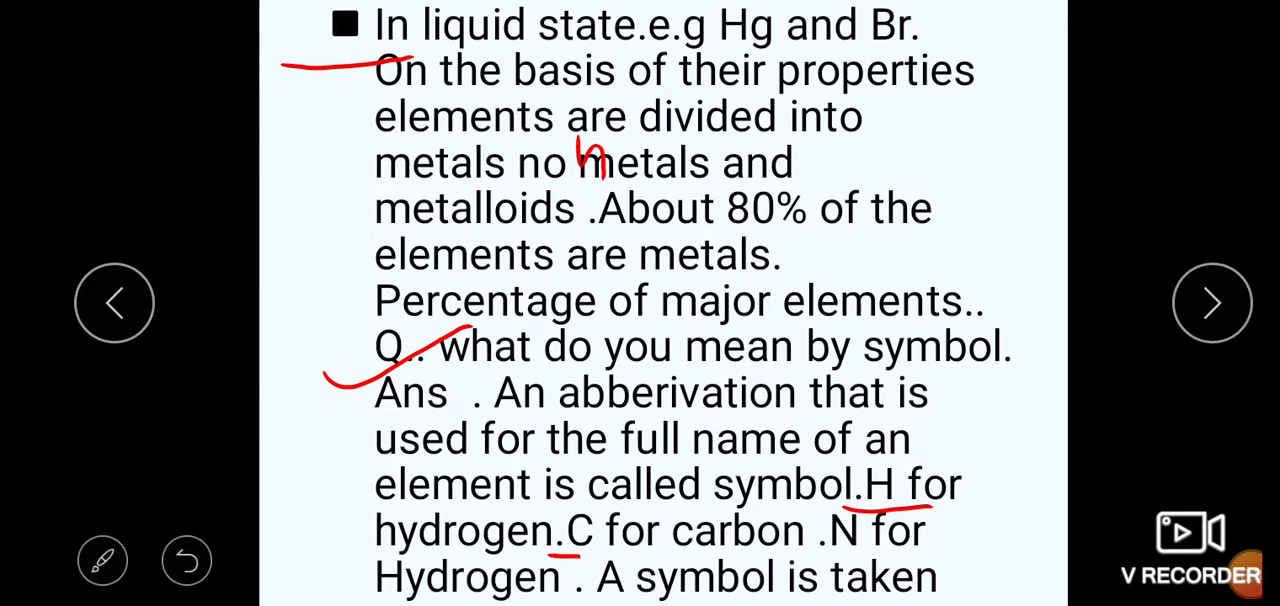 ■ In liquid state.e.g Hg and Br.
On the basis of their properties
elements are divided into
metals no n metals and
metalloids .About 80% of the
elements are metals.
Percentage of major elements..
Q.. what do you mean by symbol.
Ans . An abberivation that is
used for the full name of an
element is called symbol.H for
hydrogen.C for carbon .N for
Hydrogen . A symbol is taken
V RECORDER